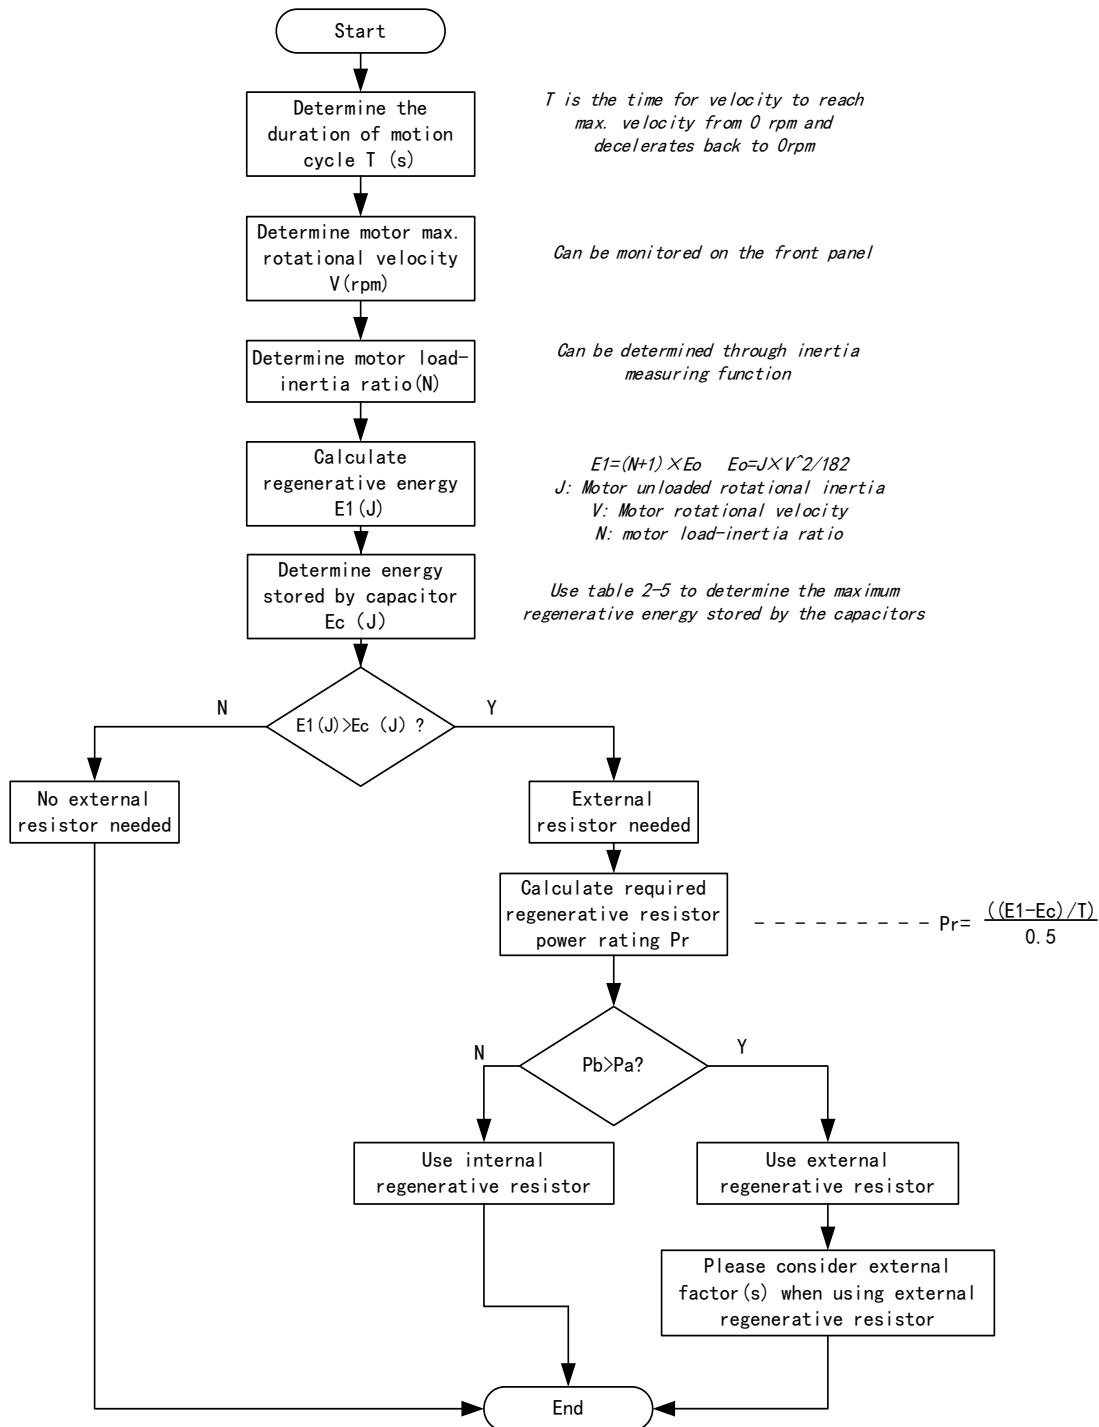 Start
Determine the
duration of motion
cycle T (s)
T is the time for velocity to reach
max. velocity from 0 rpm and
decelerates back to 0rpm
Determine motor max.
rotational velocity
V(rpm)
Can be monitored on the front panel
Determine motor load-
inertia ratio(N)
Can be determined through inertia
measuring function
Calculate
regenerative energy
E1(J)
E1=(N+1)×Eo Eo=J×V^2/182
J: Motor unloaded rotational inertia
V: Motor rotational velocity
N: motor load-inertia ratio
Determine energy
stored by capacitor
Ec (J)
Use table 2-5 to determine the maximum
regenerative energy stored by the capacitors
E1(J)>Ec (J) ?
N
Y
No external
resistor needed
External
resistor needed
Calculate required
regenerative resistor
power rating Pr
Pr= ((E1-Ec)/T)
0.5
Pb>Pa?
N
Y
Use internal
regenerative resistor
Use external
regenerative resistor
Please consider external
factor(s) when using external
regenerative resistor
End